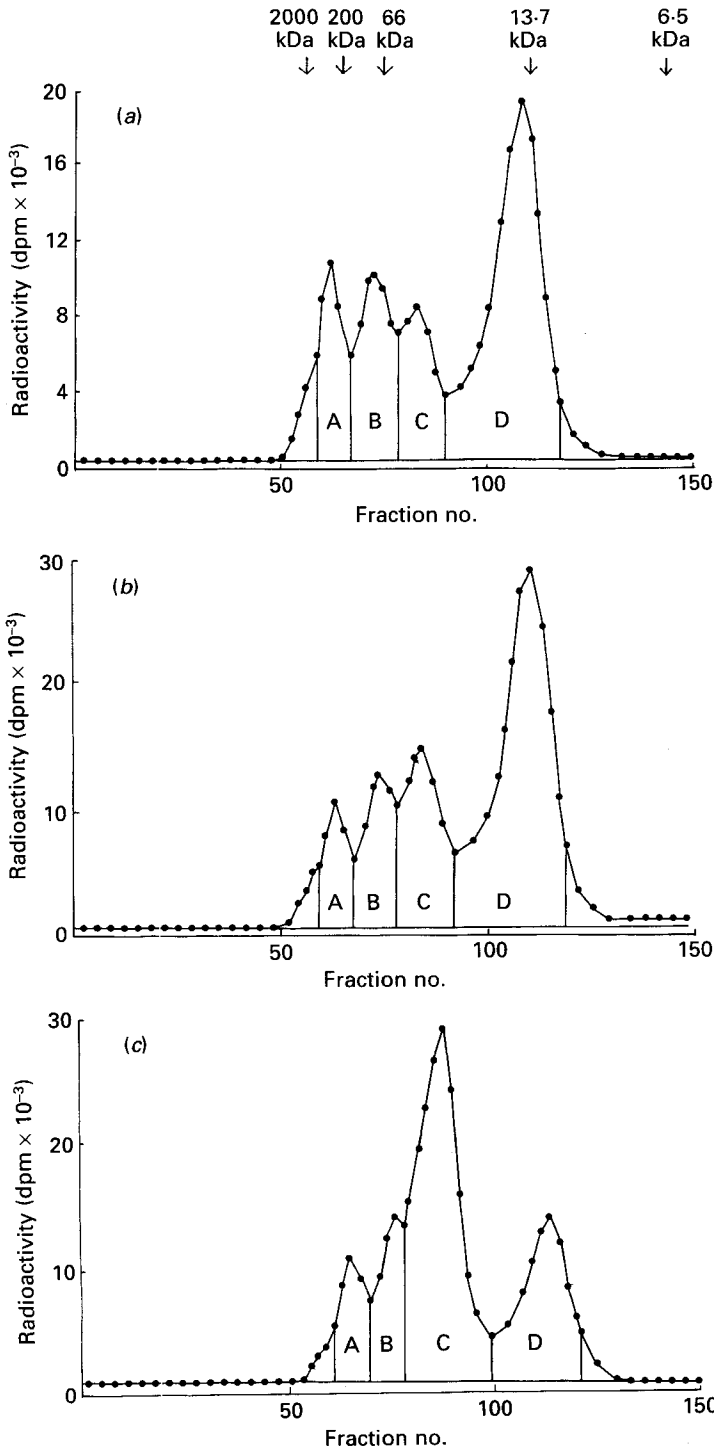 2000 200 66 13·7 6·5
kDa kDa kDa kDa kDa
↓ ↓ ↓ ↓ ↓
(a)
Radioactivity (dpm × 10⁻³)
20
16
12
8
4
0
A B C D
50 100 150
Fraction no.
(b)
Radioactivity (dpm × 10⁻³)
30
20
10
0
A B C D
50 100 150
Fraction no.
(c)
Radioactivity (dpm × 10⁻³)
30
20
10
0
A B C D
50 100 150
Fraction no.